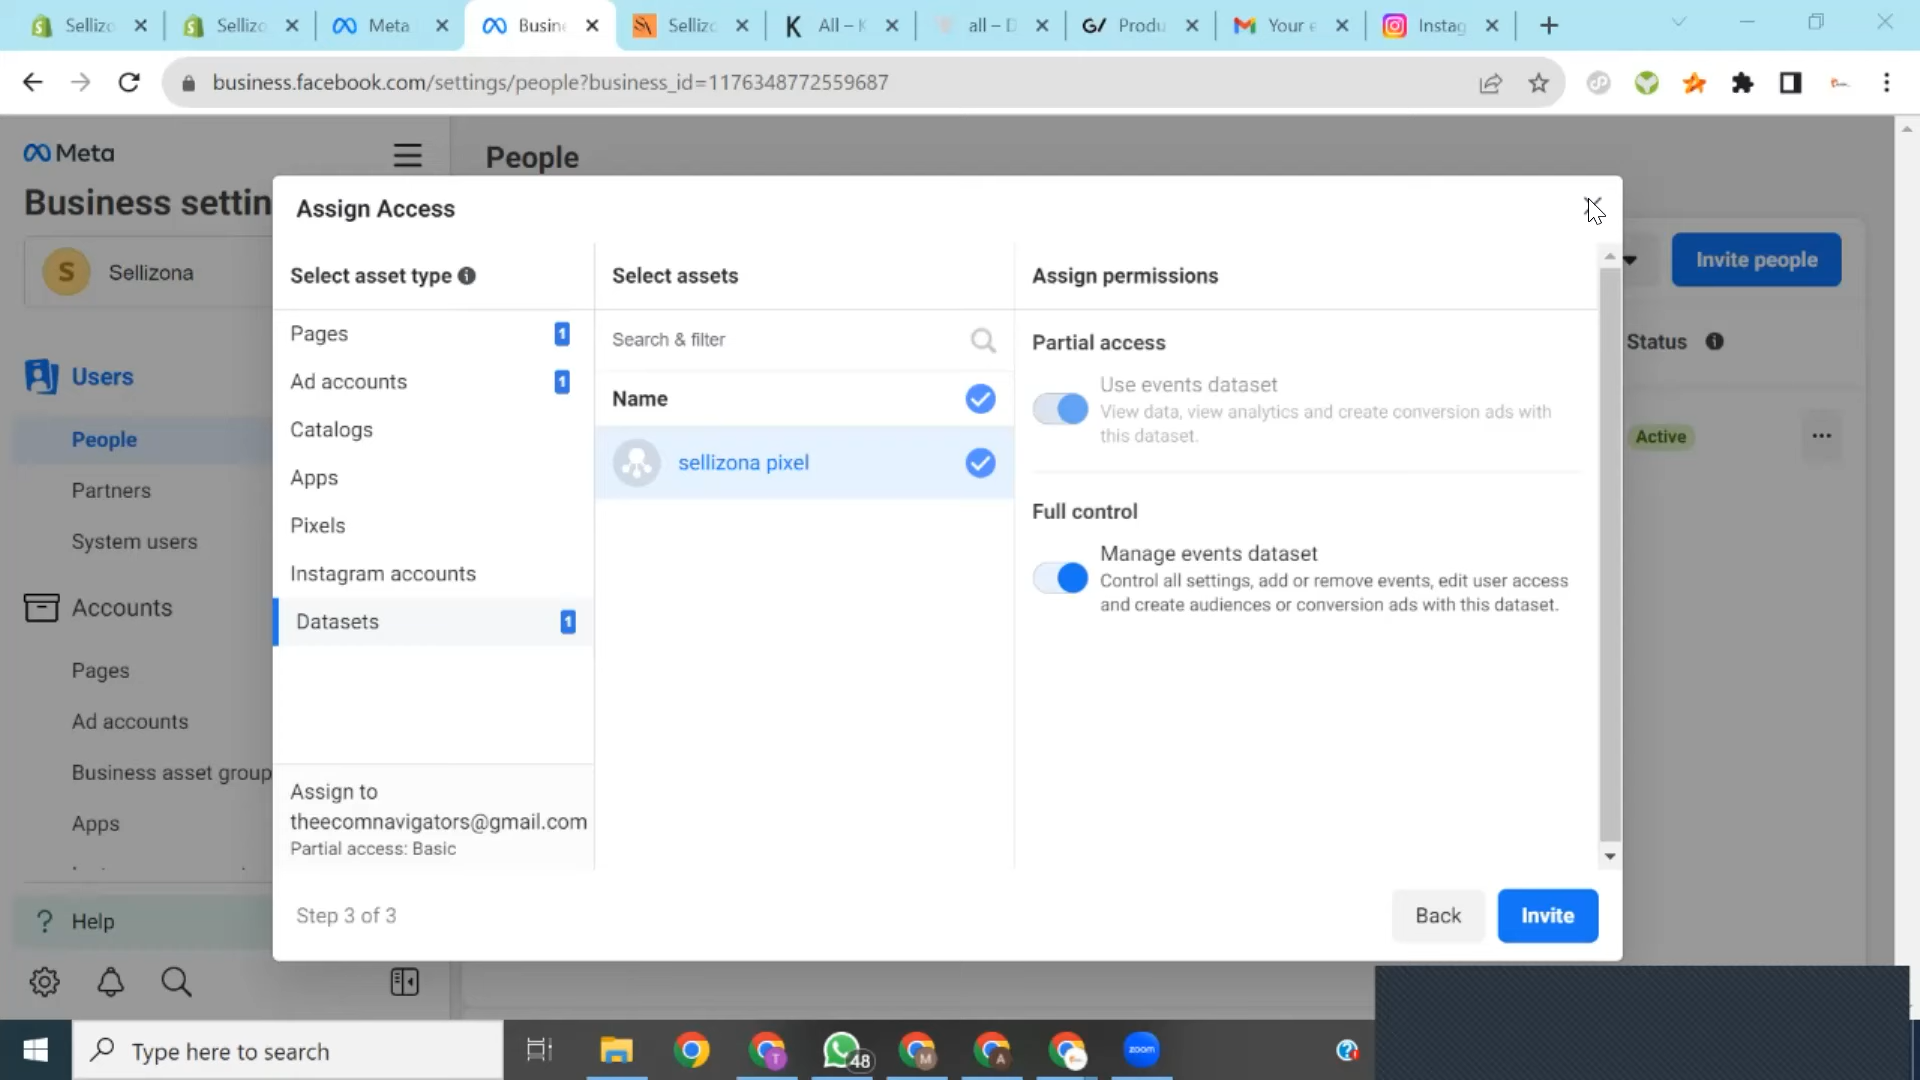 Sellizo
Sellizo
Meta
Busin
Sellizo
All – K
all – D
Produ
Your e
Instag
business.facebook.com/settings/people?business_id=1176348772559687
Meta
People
Business settin
Assign Access
S
Sellizona
Select asset type
Select assets
Assign permissions
Invite people
Pages
1
Search & filter
Partial access
Status
Users
Ad accounts
1
Name
Use events dataset
View data, view analytics and create conversion ads with
this dataset.
People
Catalogs
sellizona pixel
Active
Partners
Apps
Full control
System users
Pixels
Manage events dataset
Control all settings, add or remove events, edit user access
and create audiences or conversion ads with this dataset.
Accounts
Instagram accounts
Datasets
1
Pages
Ad accounts
Business asset group
Assign to
theecomnavigators@gmail.com
Partial access: Basic
Apps
Help
Step 3 of 3
Back
Invite
Type here to search
T
48
M
A
zoom